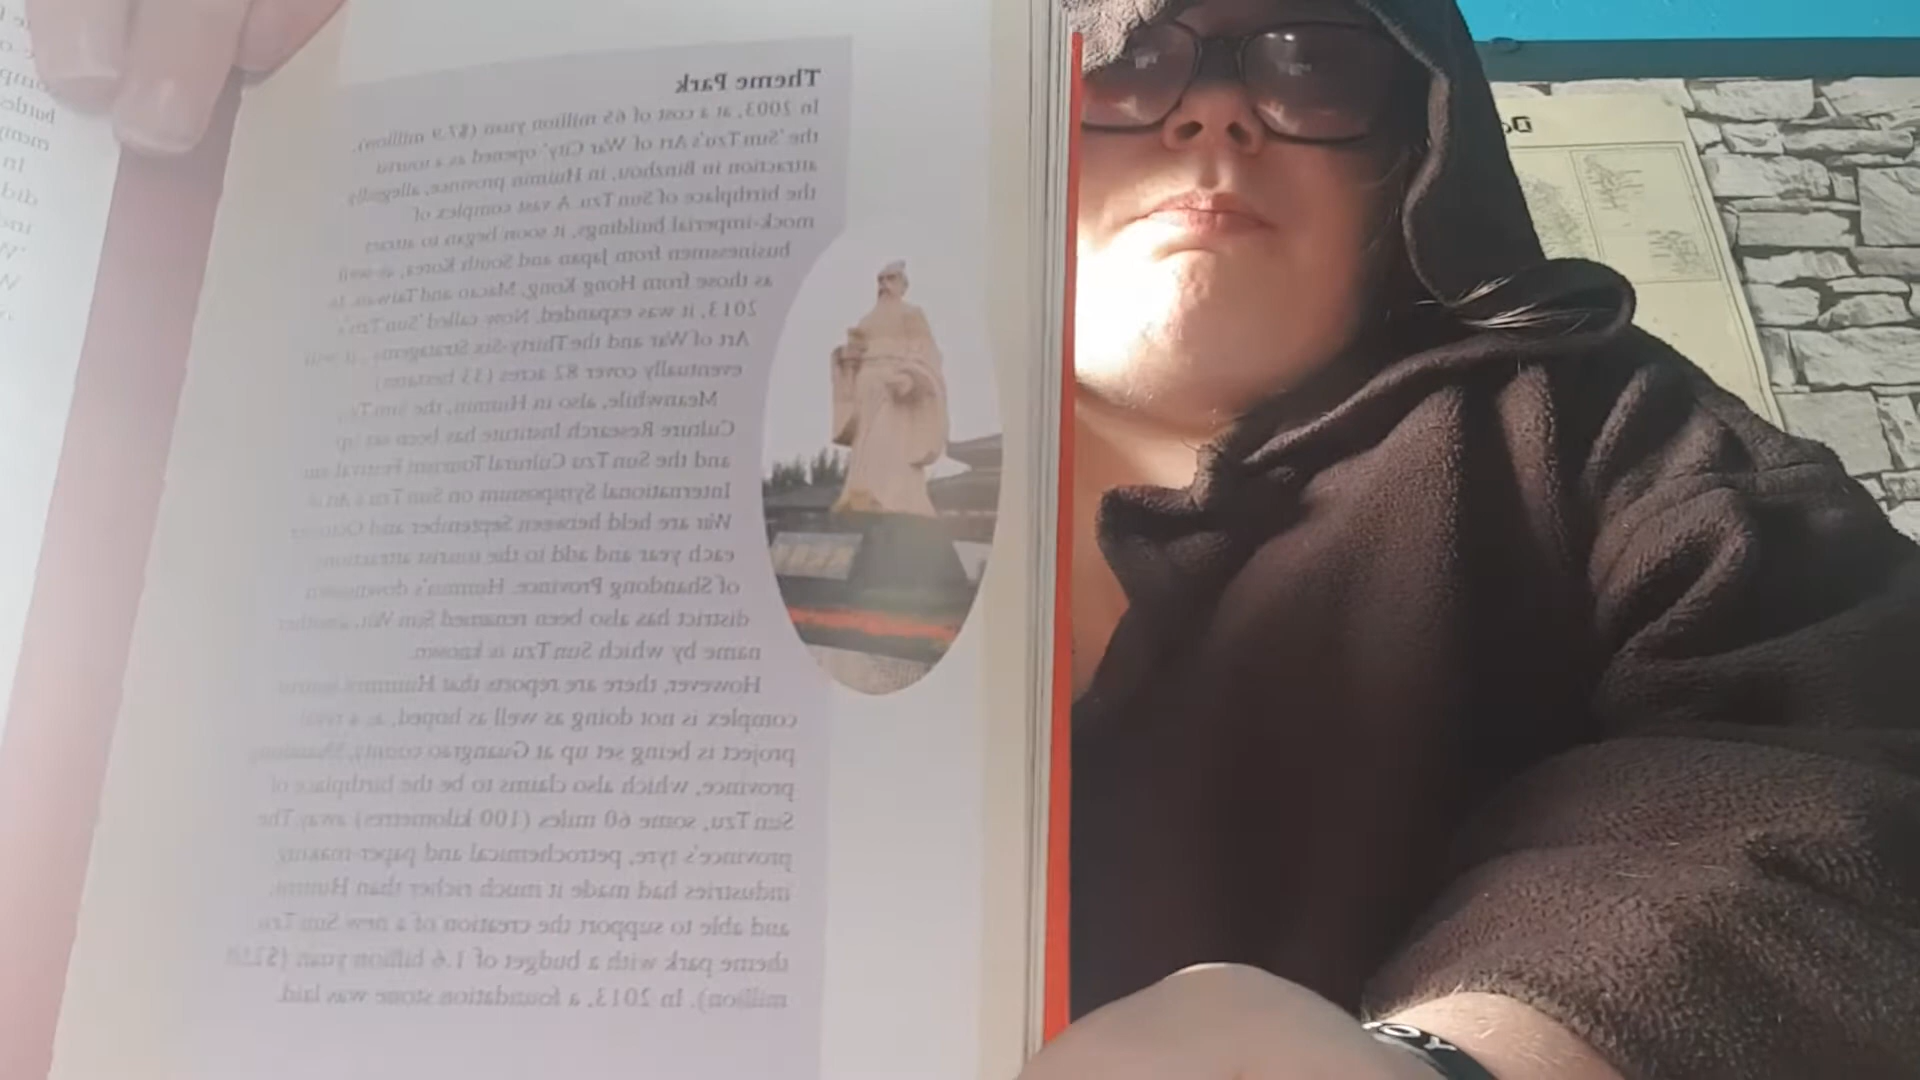 Theme Park
In 2003, at a cost of 65 million yuan ($7.9 million),
the 'Sun Tzu's Art of War City' opened as a tourist
attraction in Binzhou, in Huimin province, allegedly
the birthplace of Sun Tzu. A vast complex of
mock-imperial buildings, it soon began to attract
businessmen from Japan and South Korea, as well
as those from Hong Kong, Macao and Taiwan. In
2013, it was expanded. Now called 'Sun Tzu's
Art of War and the Thirty-Six Stratagems', it will
eventually cover 82 acres (33 hectares).
Meanwhile, also in Huimin, the Sun Tzu
Culture Research Institute has been set up
and the Sun Tzu Cultural Tourism Festival and
International Symposium on Sun Tzu's Art of
War are held between September and October
each year and add to the tourist attractions
of Shandong Province. Huimin's downtown
district has also been renamed Sun Wu, another
name by which Sun Tzu is known.
However, there are reports that Huimin's
complex is not doing as well as hoped, as a rival
project is being set up at Guangrao county, Shandong
province, which also claims to be the birthplace of
Sun Tzu, some 60 miles (100 kilometres) away. The
province's tyre, petrochemical and paper-making
industries had made it much richer than Huimin,
and able to support the creation of a new Sun Tzu
theme park with a budget of 1.6 billion yuan
million). In 2013, a foundation stone was laid.